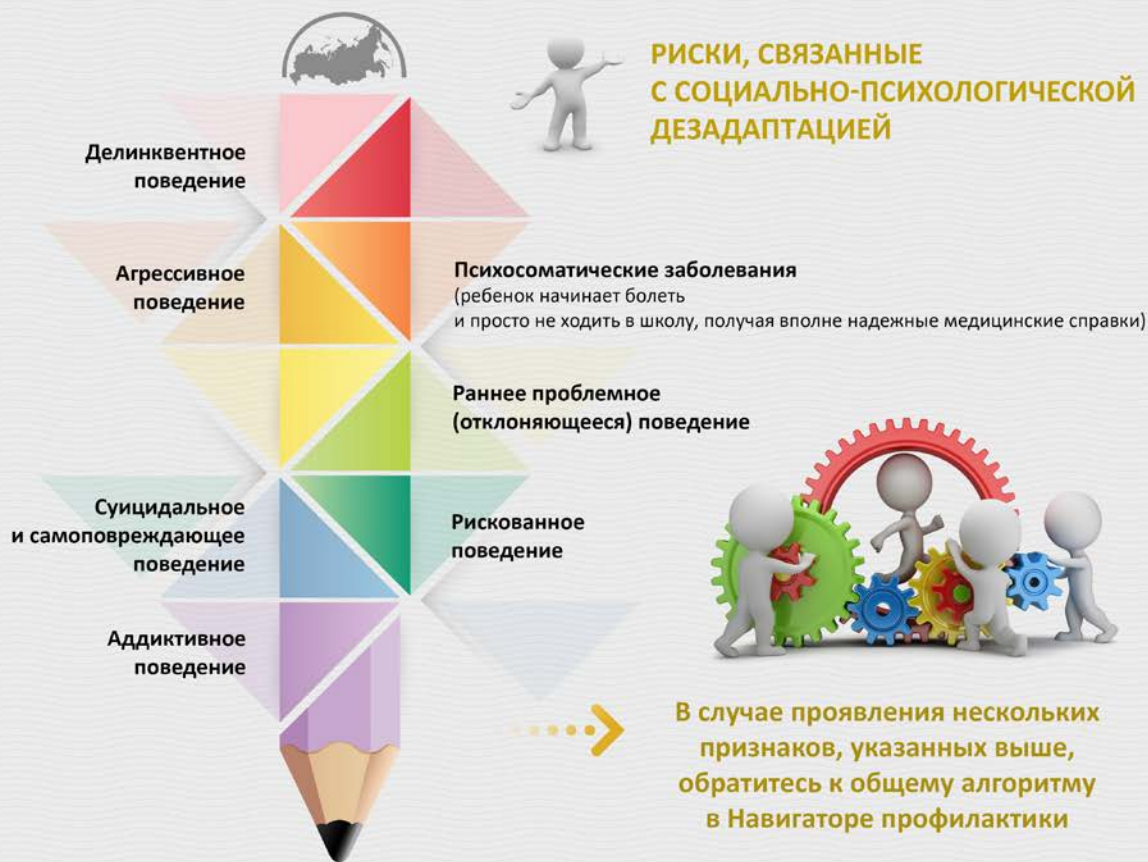 РИСКИ, СВЯЗАННЫЕ
С СОЦИАЛЬНО-ПСИХОЛОГИЧЕСКОЙ
ДЕЗАДАПТАЦИЕЙ
Делинквентное
поведение
Агрессивное
поведение
Психосоматические заболевания
(ребенок начинает болеть
и просто не ходить в школу, получая вполне надежные медицинские справки)
Раннее проблемное
(отклоняющееся) поведение
Суицидальное
и самоповреждающее
поведение
Рискованное
поведение
Аддиктивное
поведение
В случае проявления нескольких
признаков, указанных выше,
обратитесь к общему алгоритму
в Навигаторе профилактики